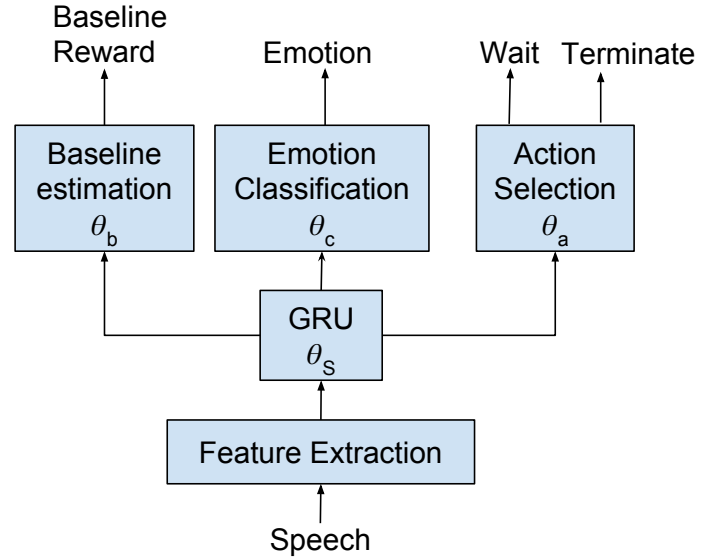 Baseline
Reward
Emotion
Wait
Terminate
Baseline
estimation
θb
Emotion
Classification
θc
Action
Selection
θa
GRU
θS
Feature Extraction
Speech